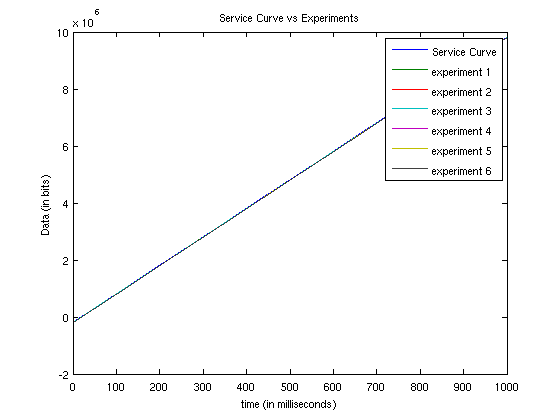 Service Curve vs Experiments
x 10^6
10
8
6
4
2
0
-2
Data (in bits)
Service Curve
experiment 1
experiment 2
experiment 3
experiment 4
experiment 5
experiment 6
0 100 200 300 400 500 600 700 800 900 1000
time (in milliseconds)